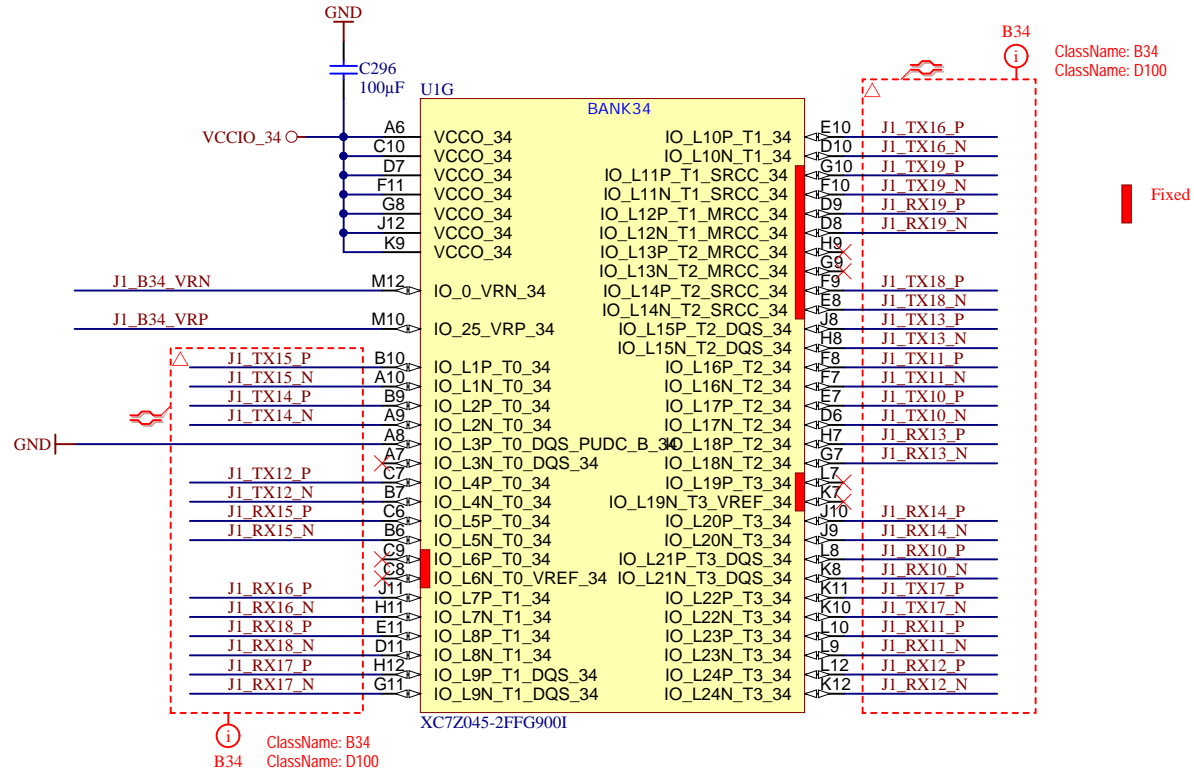 GND
C296
100µF
U1G
BANK34
VCCIO_34
A6 VCCO_34
C10 VCCO_34
D7 VCCO_34
F11 VCCO_34
G8 VCCO_34
J12 VCCO_34
K9 VCCO_34
J1_B34_VRN M12 IO_0_VRN_34
J1_B34_VRP M10 IO_25_VRP_34
J1_TX15_P B10 IO_L1P_T0_34
J1_TX15_N A10 IO_L1N_T0_34
J1_TX14_P B9 IO_L2P_T0_34
J1_TX14_N A9 IO_L2N_T0_34
GND A8 IO_L3P_T0_DQS_PUDC_B_34
A7 IO_L3N_T0_DQS_34
J1_TX12_P C7 IO_L4P_T0_34
J1_TX12_N B7 IO_L4N_T0_34
J1_RX15_P C6 IO_L5P_T0_34
J1_RX15_N B6 IO_L5N_T0_34
C9 IO_L6P_T0_34
C8 IO_L6N_T0_VREF_34
J1_RX16_P J11 IO_L7P_T1_34
J1_RX16_N H11 IO_L7N_T1_34
J1_RX18_P E11 IO_L8P_T1_34
J1_RX18_N D11 IO_L8N_T1_34
J1_RX17_P H12 IO_L9P_T1_DQS_34
J1_RX17_N G11 IO_L9N_T1_DQS_34
IO_L10P_T1_34 E10 J1_TX16_P
IO_L10N_T1_34 D10 J1_TX16_N
IO_L11P_T1_SRCC_34 G10 J1_TX19_P
IO_L11N_T1_SRCC_34 F10 J1_TX19_N
IO_L12P_T1_MRCC_34 D9 J1_RX19_P
IO_L12N_T1_MRCC_34 D8 J1_RX19_N
IO_L13P_T2_MRCC_34 H9
IO_L13N_T2_MRCC_34 G9
IO_L14P_T2_SRCC_34 F9 J1_TX18_P
IO_L14N_T2_SRCC_34 E8 J1_TX18_N
IO_L15P_T2_DQS_34 J8 J1_TX13_P
IO_L15N_T2_DQS_34 H8 J1_TX13_N
IO_L16P_T2_34 F8 J1_TX11_P
IO_L16N_T2_34 F7 J1_TX11_N
IO_L17P_T2_34 E7 J1_TX10_P
IO_L17N_T2_34 D6 J1_TX10_N
IO_L18P_T2_34 H7 J1_RX13_P
IO_L18N_T2_34 G7 J1_RX13_N
IO_L19P_T3_34 L7
IO_L19N_T3_VREF_34 K7
IO_L20P_T3_34 J10 J1_RX14_P
IO_L20N_T3_34 J9 J1_RX14_N
IO_L21P_T3_DQS_34 L8 J1_RX10_P
IO_L21N_T3_DQS_34 K8 J1_RX10_N
IO_L22P_T3_34 K11 J1_TX17_P
IO_L22N_T3_34 K10 J1_TX17_N
IO_L23P_T3_34 L10 J1_RX11_P
IO_L23N_T3_34 L9 J1_RX11_N
IO_L24P_T3_34 L12 J1_RX12_P
IO_L24N_T3_34 K12 J1_RX12_N
XC7Z045-2FFG900I
B34
i
ClassName: B34
ClassName: D100
Fixed
i
B34
ClassName: B34
ClassName: D100